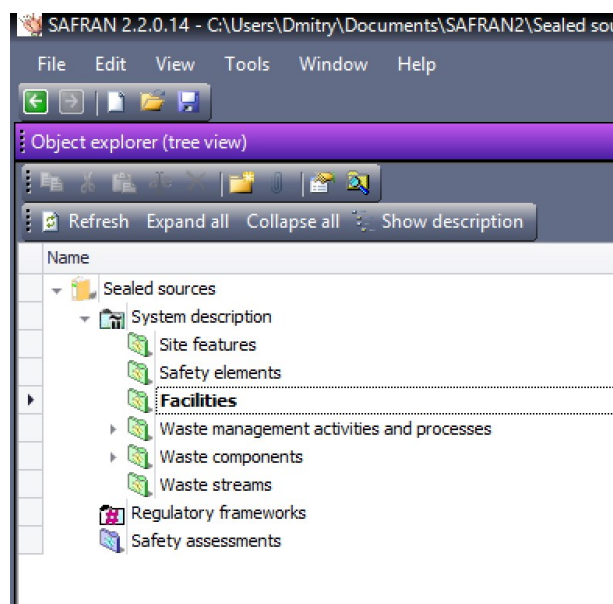 SAFRAN 2.2.0.14 - C:\Users\Dmitry\Documents\SAFRAN2\Sealed sou
File Edit View Tools Window Help
Object explorer (tree view)
Refresh Expand all Collapse all Show description
Name
Sealed sources
System description
Site features
Safety elements
Facilities
Waste management activities and processes
Waste components
Waste streams
Regulatory frameworks
Safety assessments